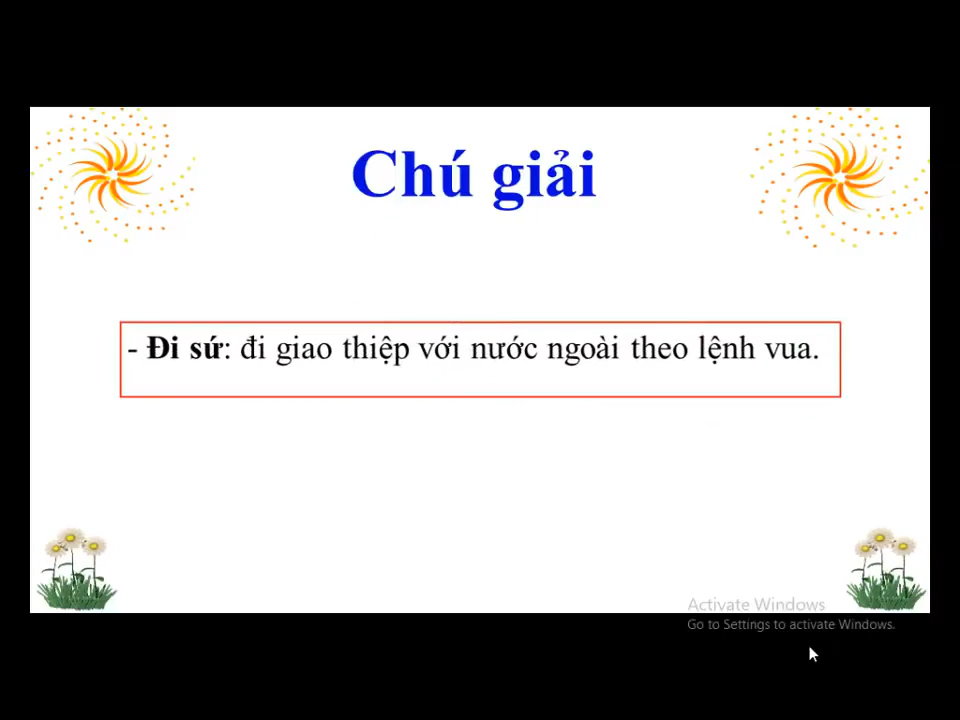 Chú giải
- Đi sứ: đi giao thiệp với nước ngoài theo lệnh vua.
Activate Windows
Go to Settings to activate Windows.